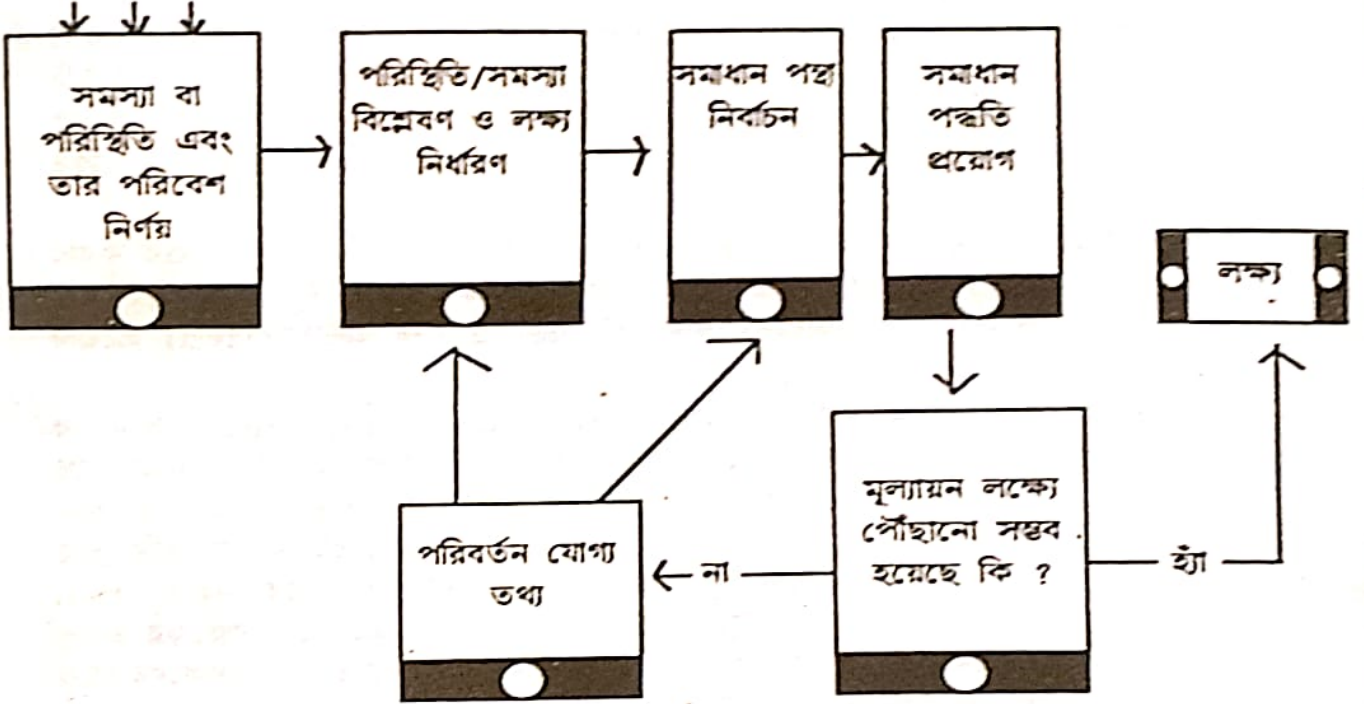 সমস্যা বা
পরিস্থিতি এবং
তার পরিবেশ
নির্ণয়
পরিস্থিতি/সমস্যা
বিশ্লেষণ ও লক্ষ্য
নির্ধারণ
সমাধান পন্থা
নির্বাচন
সমাধান
পদ্ধতি
প্রয়োগ
লক্ষ্য
মূল্যায়ন লক্ষ্যে
পৌঁছানো সম্ভব
হয়েছে কি ?
হ্যাঁ
না
পরিবর্তন যোগ্য
তথ্য